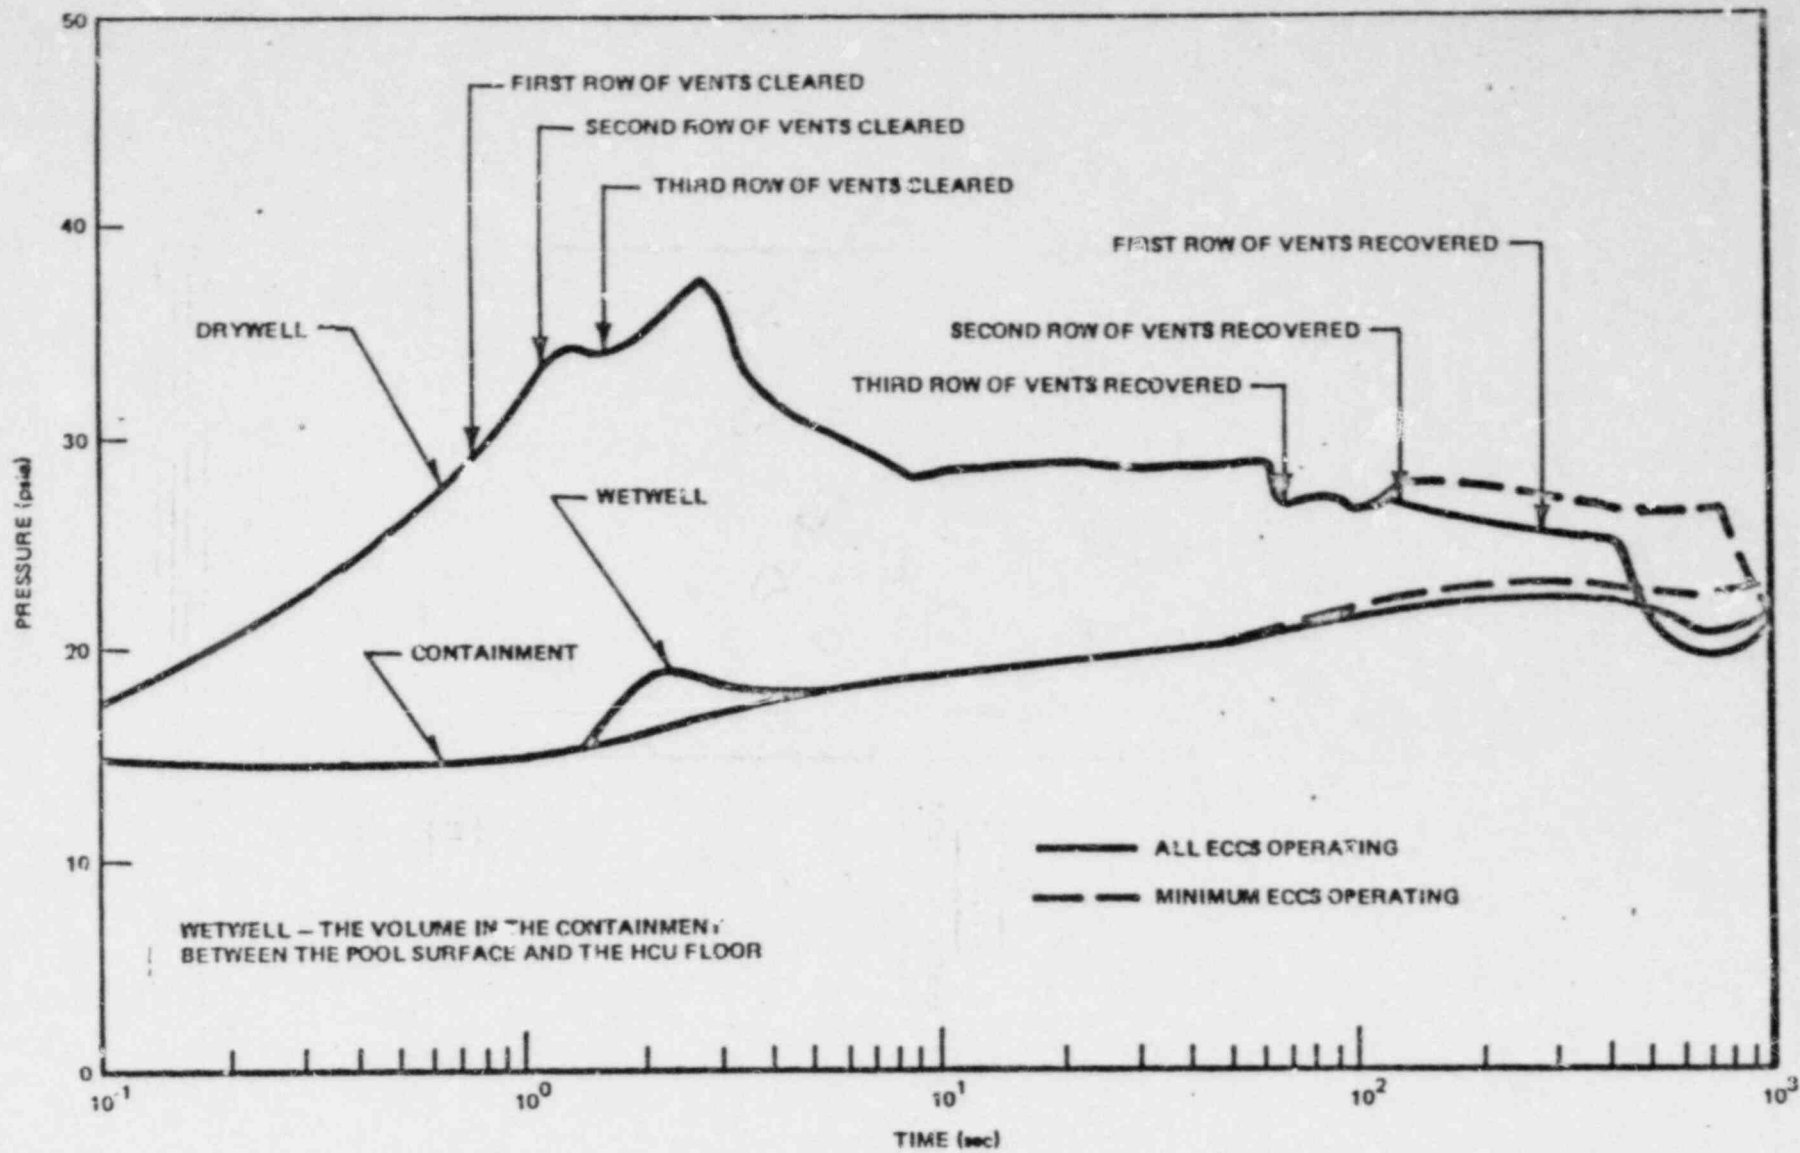 50
FIRST ROW OF VENTS CLEARED
SECOND ROW OF VENTS CLEARED
THIRD ROW OF VENTS CLEARED
40
FIRST ROW OF VENTS RECOVERED
DRYWELL
SECOND ROW OF VENTS RECOVERED
THIRD ROW OF VENTS RECOVERED
30
WETWELL
PRESSURE (psia)
20
CONTAINMENT
10
ALL ECCS OPERATING
MINIMUM ECCS OPERATING
WETWELL – THE VOLUME IN THE CONTAINMENT
BETWEEN THE POOL SURFACE AND THE HCU FLOOR
0
10⁻¹ 10⁰ 10¹ 10² 10³
TIME (sec)